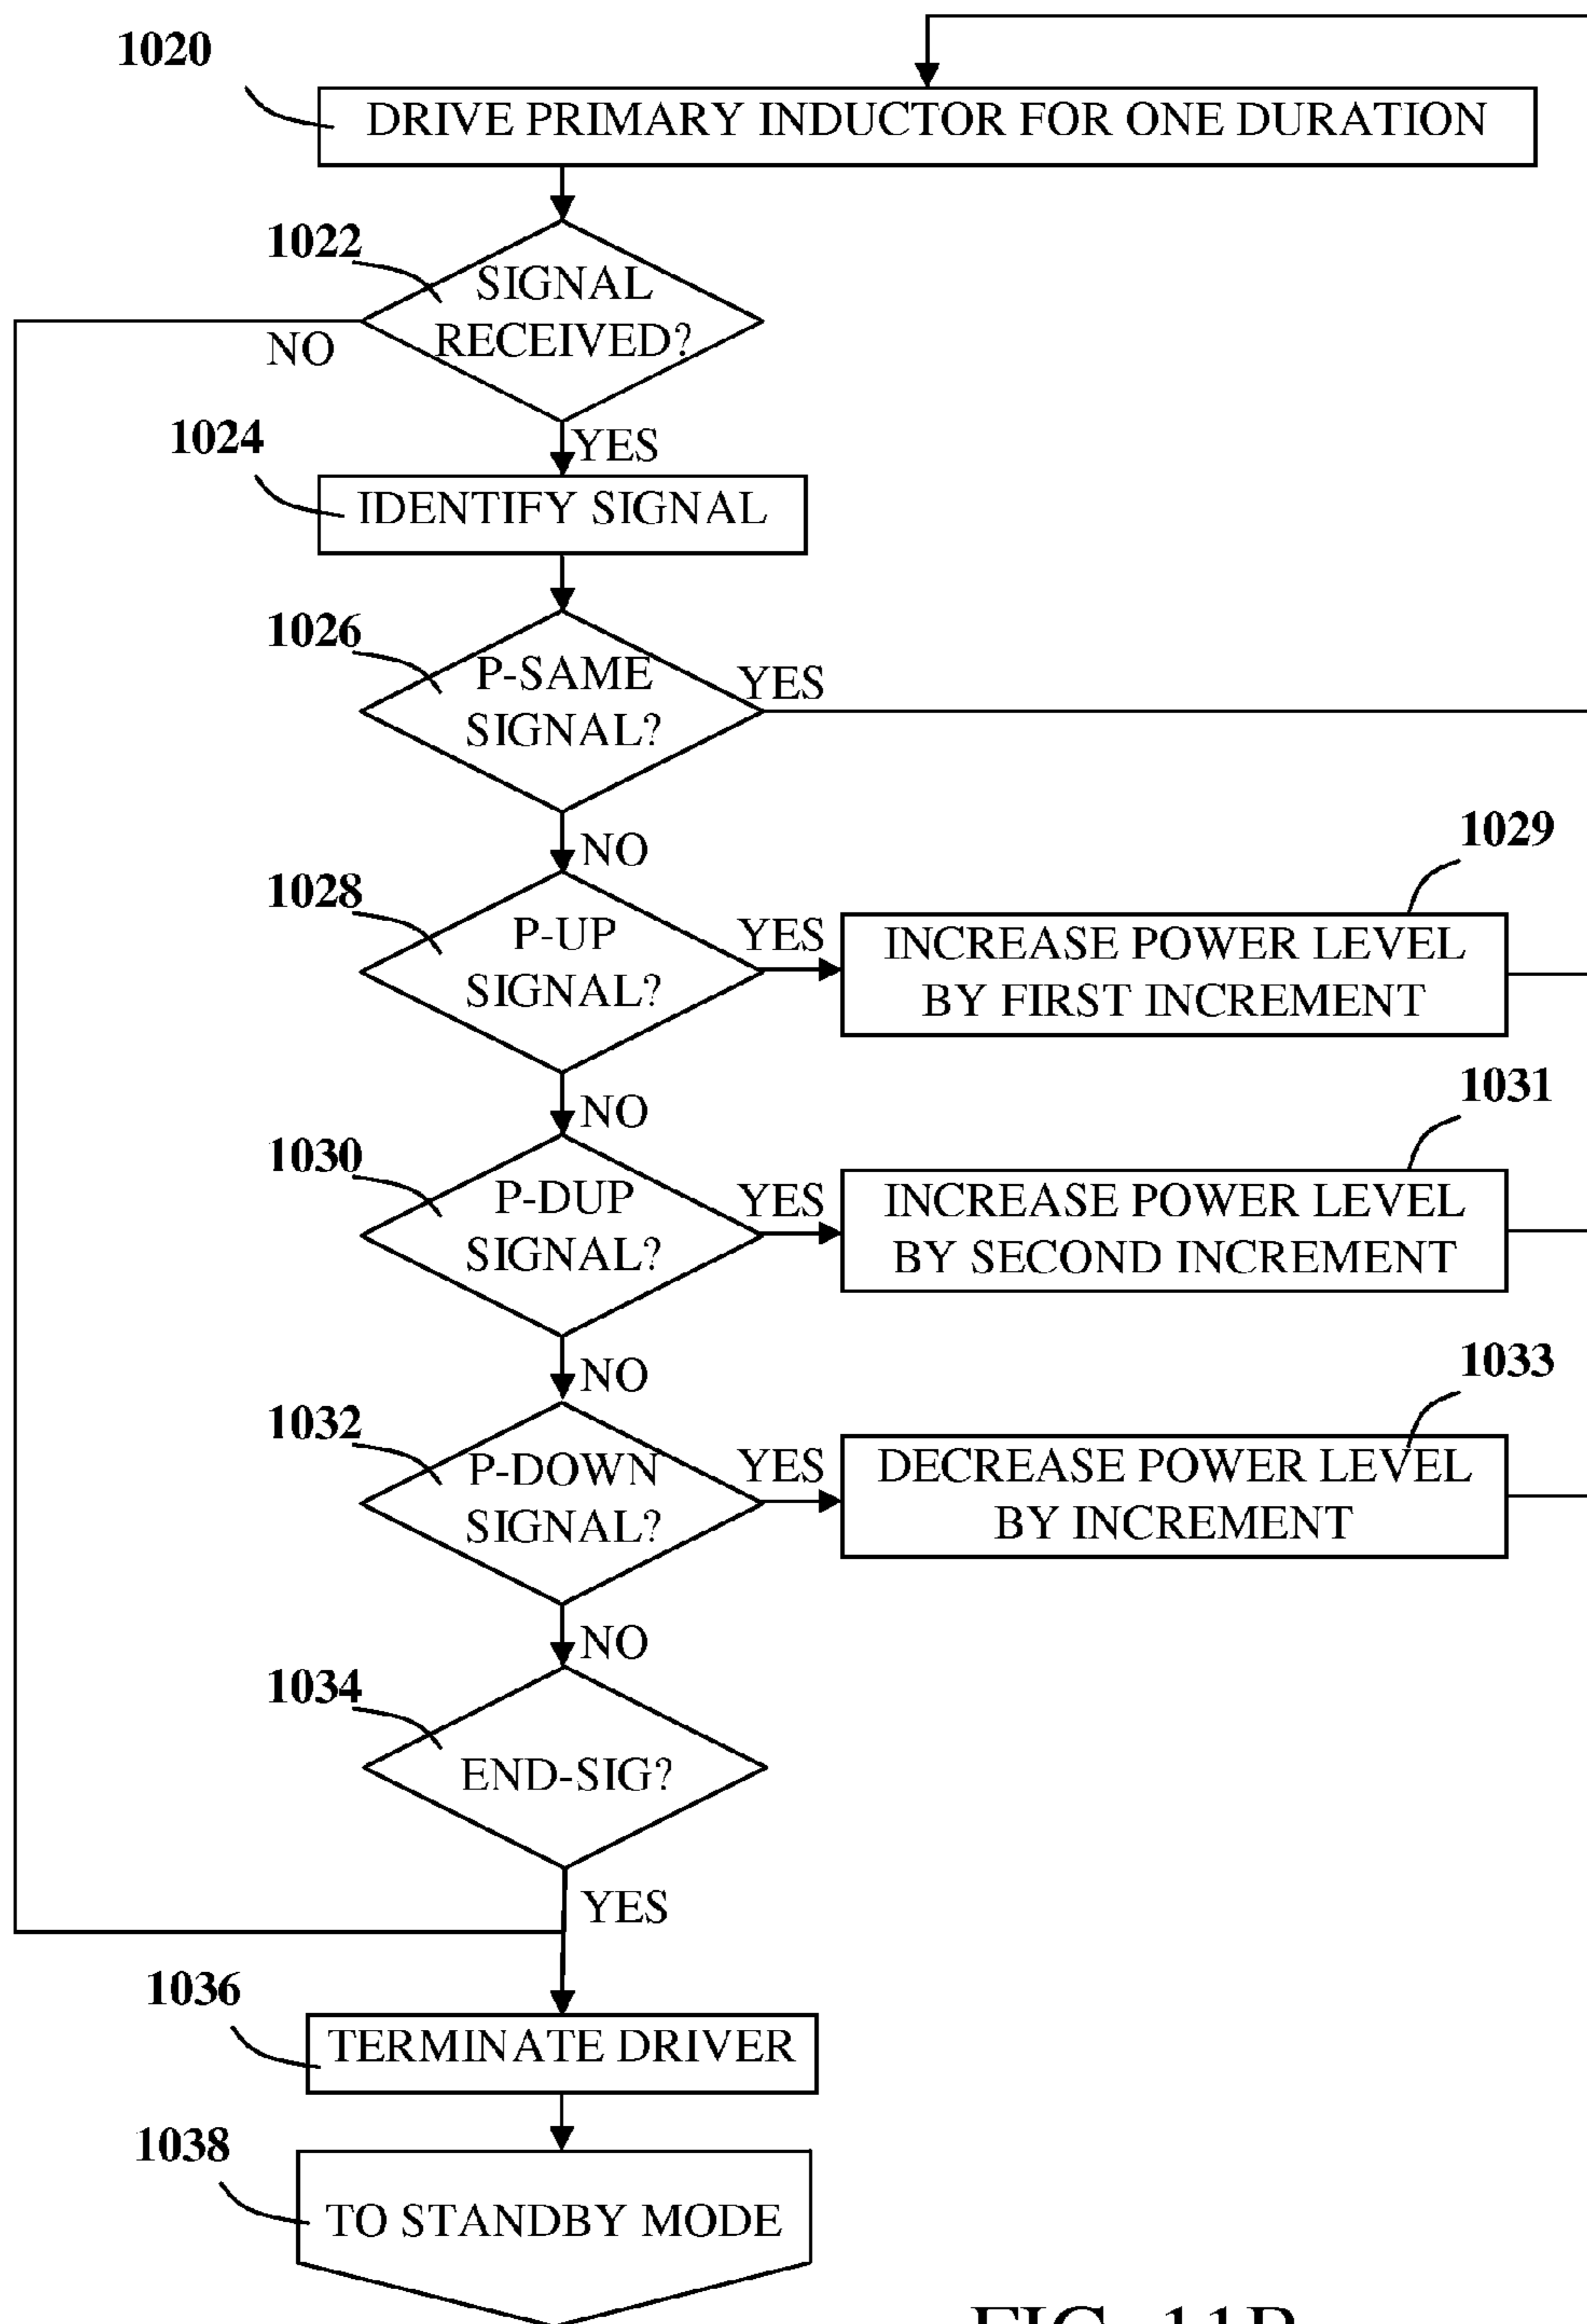 1020
DRIVE PRIMARY INDUCTOR FOR ONE DURATION
1022
SIGNAL
RECEIVED?
NO
YES
1024
IDENTIFY SIGNAL
1026
P-SAME
SIGNAL?
YES
NO
1028
P-UP
SIGNAL?
YES
1029
INCREASE POWER LEVEL
BY FIRST INCREMENT
NO
1030
P-DUP
SIGNAL?
YES
1031
INCREASE POWER LEVEL
BY SECOND INCREMENT
NO
1032
P-DOWN
SIGNAL?
YES
1033
DECREASE POWER LEVEL
BY INCREMENT
NO
1034
END-SIG?
YES
1036
TERMINATE DRIVER
1038
TO STANDBY MODE
FIG. 11B